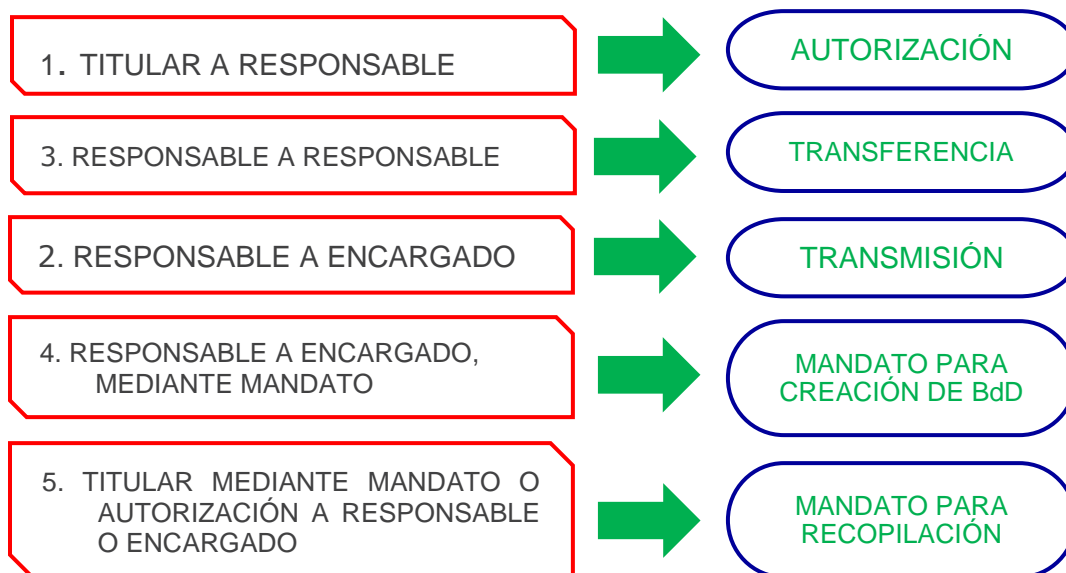 1. TITULAR A RESPONSABLE
AUTORIZACIÓN
3. RESPONSABLE A RESPONSABLE
TRANSFERENCIA
2. RESPONSABLE A ENCARGADO
TRANSMISIÓN
4. RESPONSABLE A ENCARGADO,
MEDIANTE MANDATO
MANDATO PARA
CREACIÓN DE BdD
5. TITULAR MEDIANTE MANDATO O
AUTORIZACIÓN A RESPONSABLE
O ENCARGADO
MANDATO PARA
RECOPILACIÓN